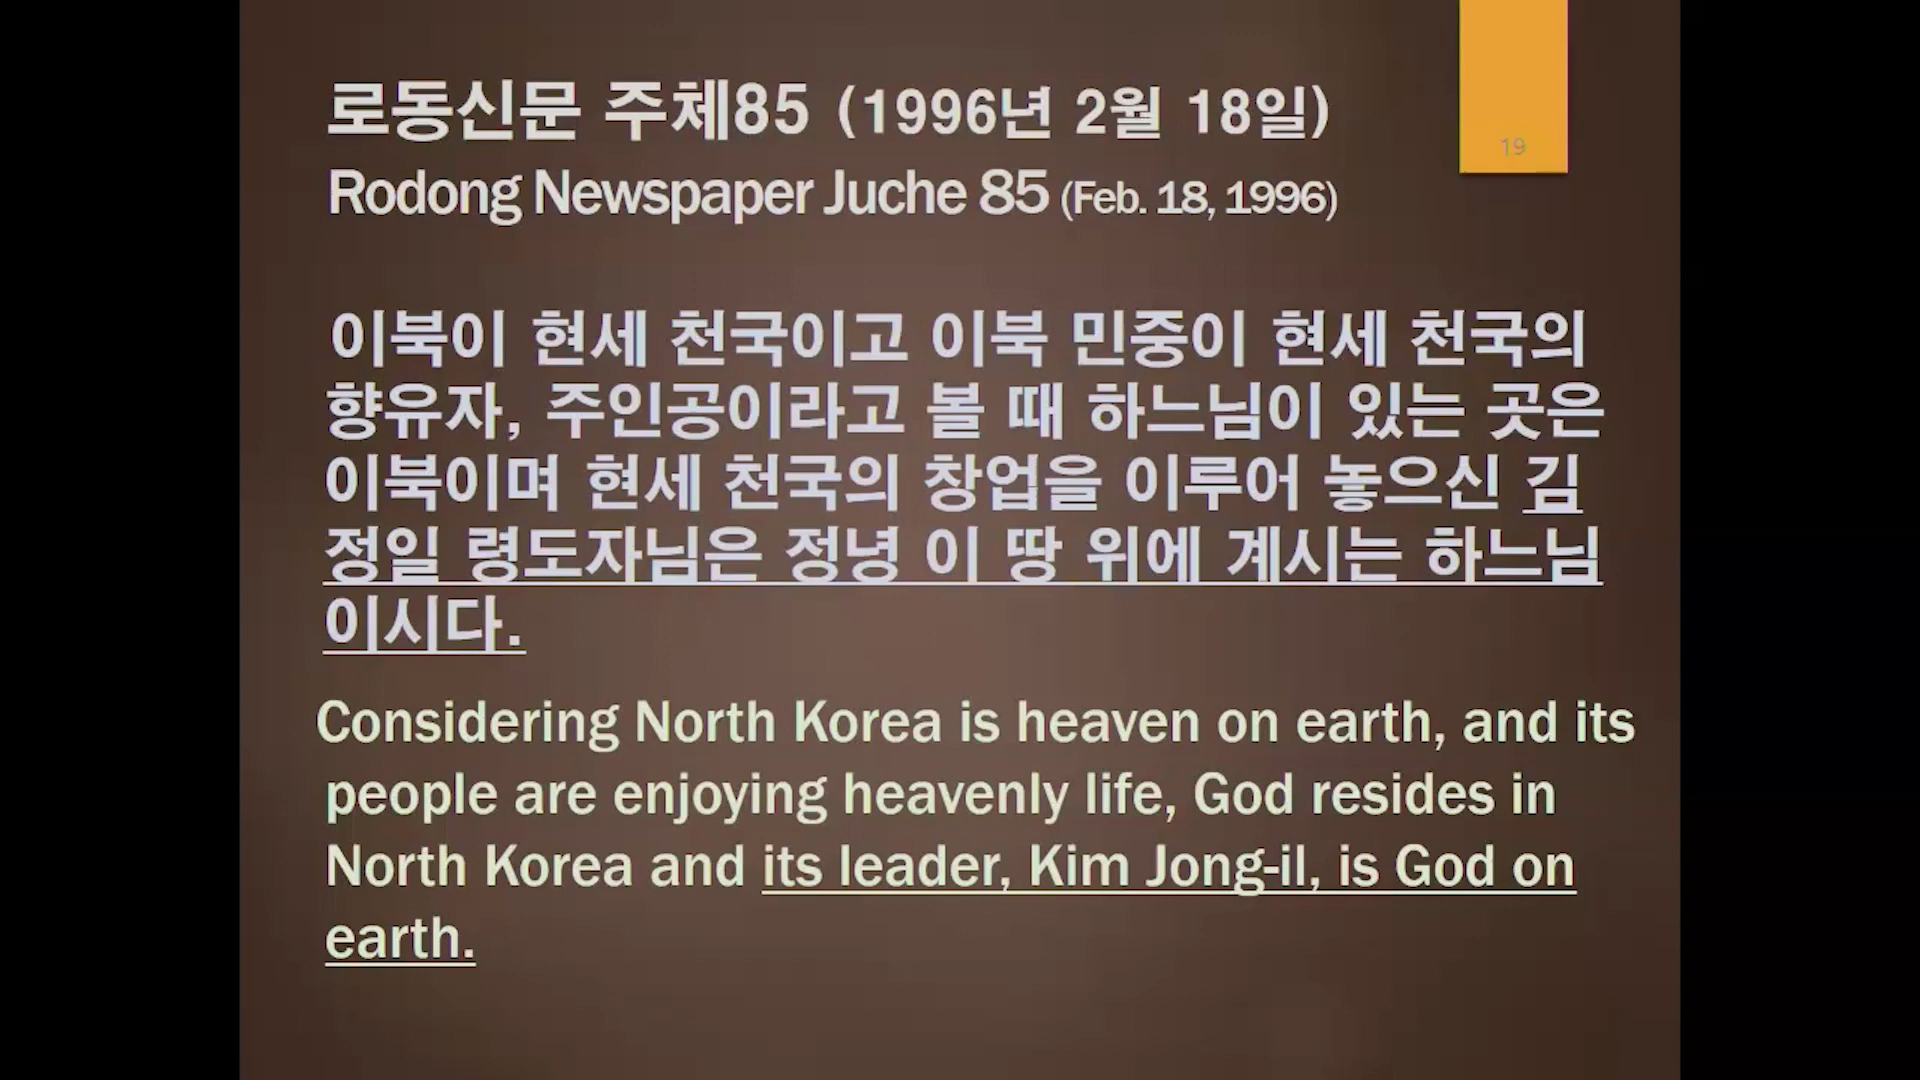 로동신문 주체85 (1996년 2월 18일)
19
Rodong Newspaper Juche 85 (Feb. 18, 1996)
이북이 현세 천국이고 이북 민중이 현세 천국의
향유자, 주인공이라고 볼 때 하느님이 있는 곳은
이북이며 현세 천국의 창업을 이루어 놓으신 김
정일 령도자님은 정녕 이 땅 위에 계시는 하느님
이시다.
Considering North Korea is heaven on earth, and its
people are enjoying heavenly life, God resides in
North Korea and its leader, Kim Jong-il, is God on
earth.